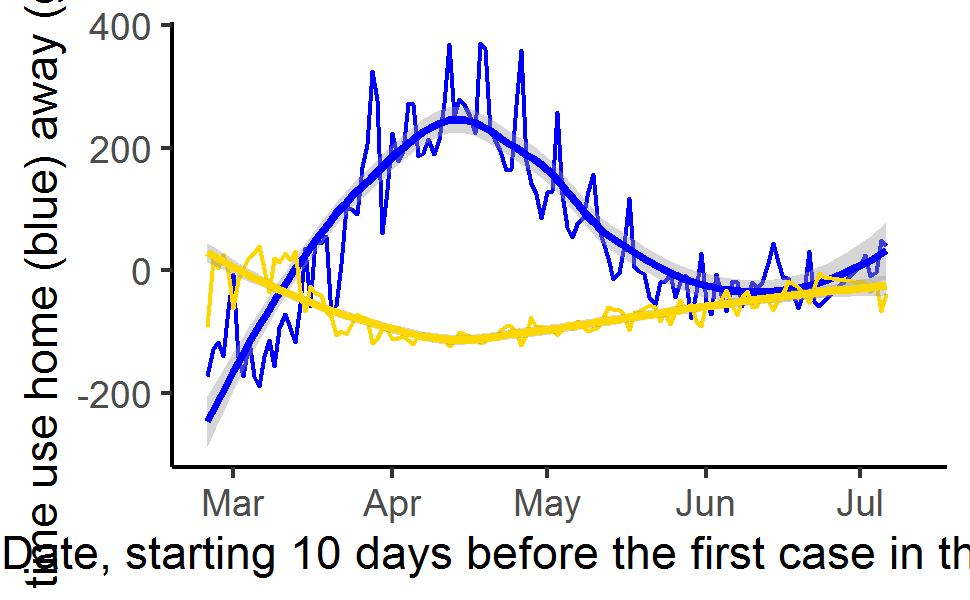 time use home (blue) away (
400
200
0
-200
Mar Apr May Jun Jul
Date, starting 10 days before the first case in th